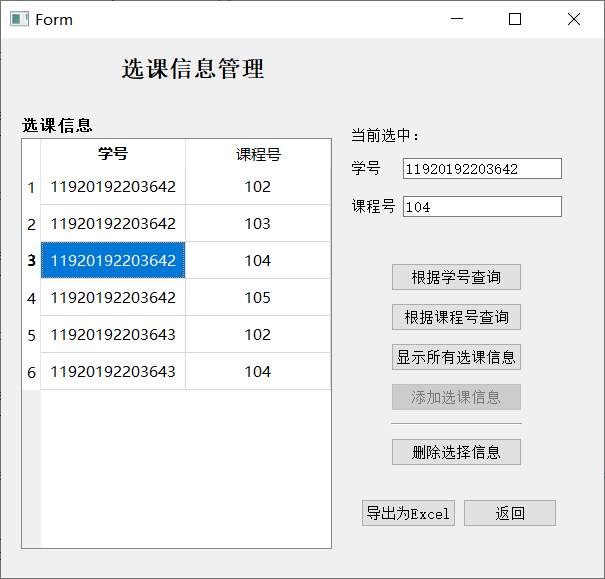 Form
选课信息管理
选课信息
学号 课程号
1 11920192203642 102
2 11920192203642 103
3 11920192203642 104
4 11920192203642 105
5 11920192203643 102
6 11920192203643 104
当前选中：
学号 11920192203642
课程号 104
根据学号查询
根据课程号查询
显示所有选课信息
添加选课信息
删除选择信息
导出为Excel 返回